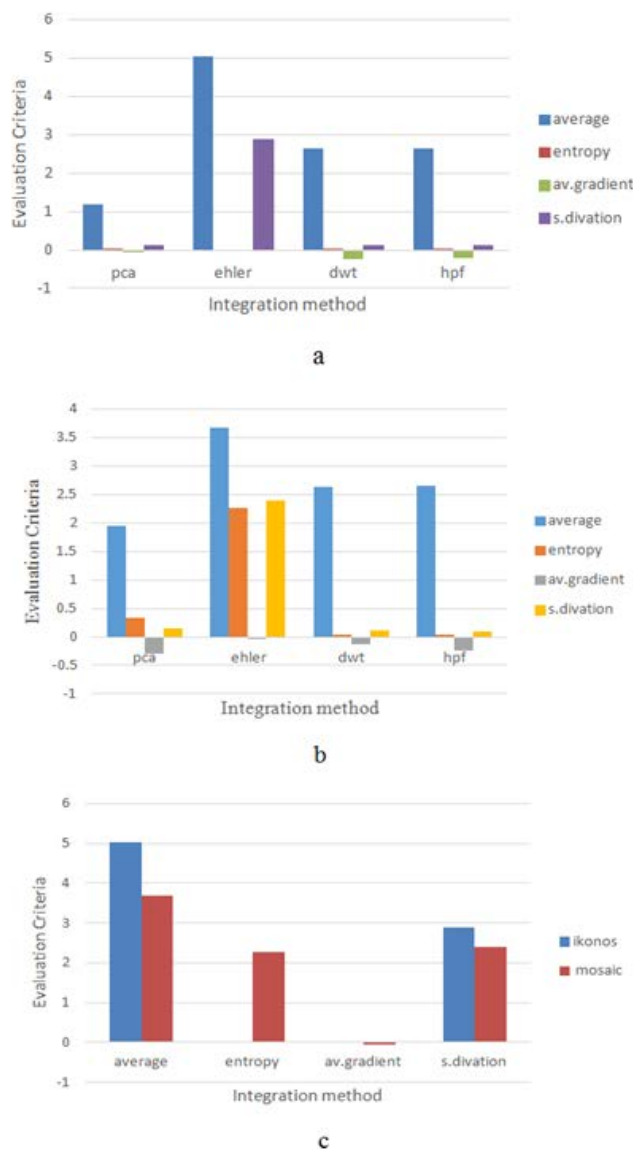 6
5
4
3
2
1
0
-1
Evaluation Criteria
pca ehler dwt hpf
Integration method
average
entropy
av.gradient
s.divation
a
4
3.5
3
2.5
2
1.5
1
0.5
0
-0.5
-1
Evaluation Criteria
pca ehler dwt hpf
Integration method
average
entropy
av.gradient
s.divation
b
6
5
4
3
2
1
0
-1
Evaluation Criteria
average entropy av.gradient s.divation
Integration method
ikonos
mosaic
c